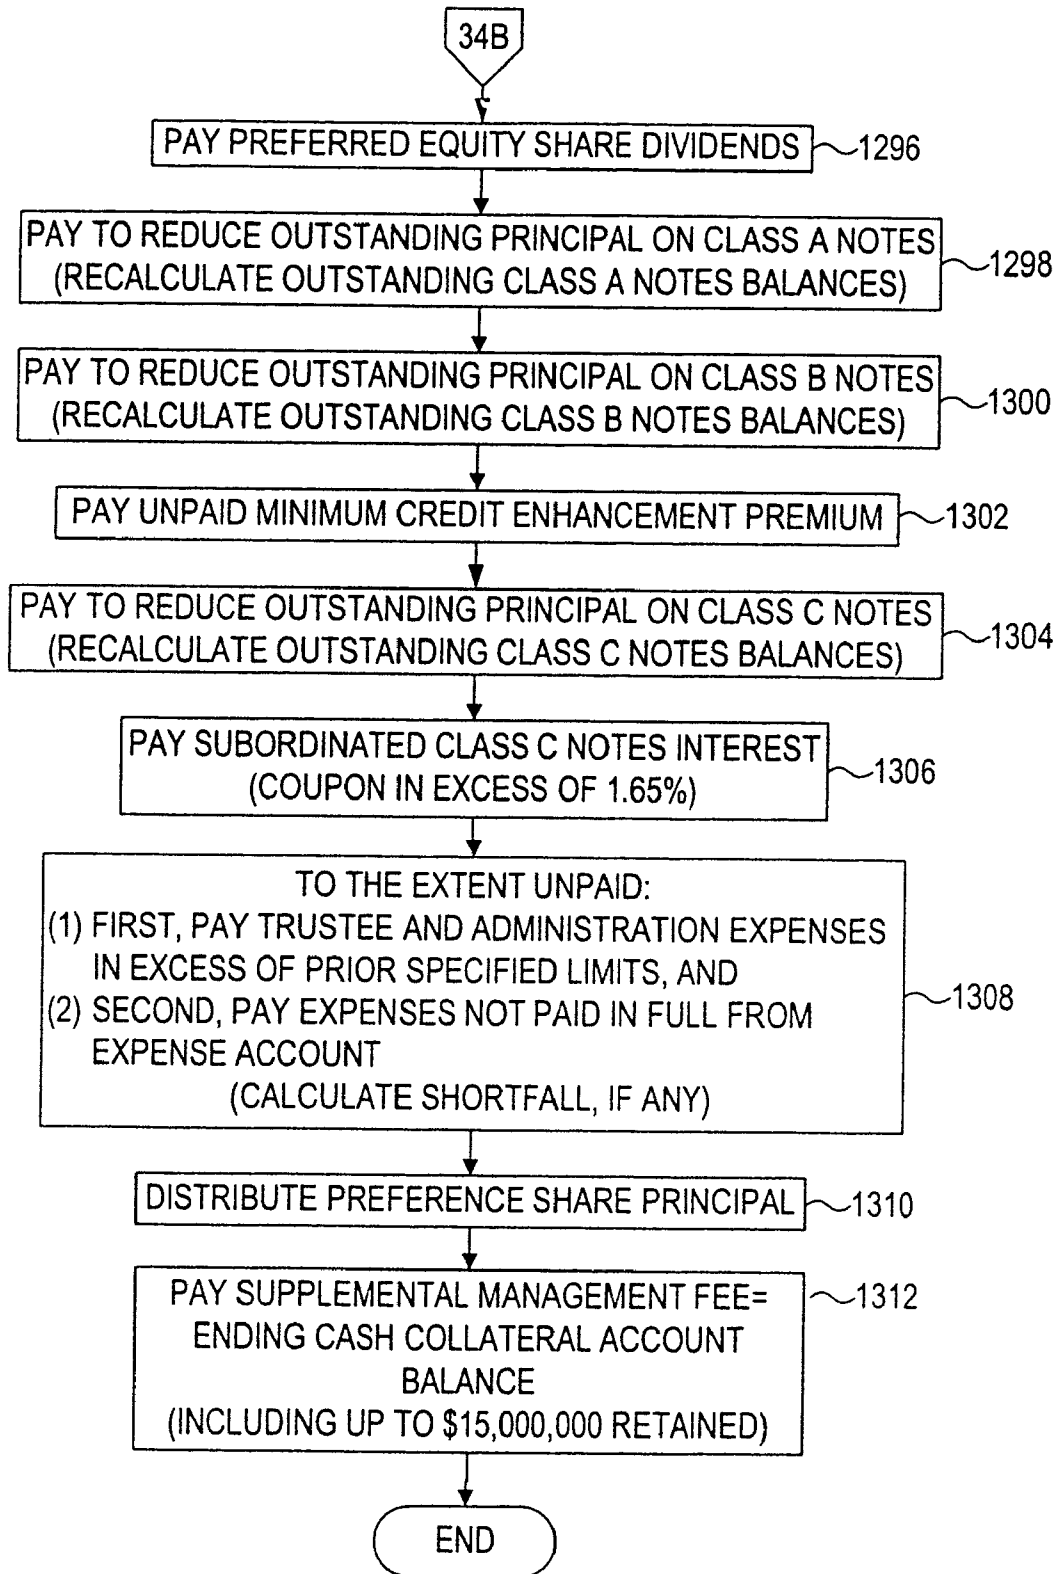 34B
PAY PREFERRED EQUITY SHARE DIVIDENDS
1296
PAY TO REDUCE OUTSTANDING PRINCIPAL ON CLASS A NOTES
(RECALCULATE OUTSTANDING CLASS A NOTES BALANCES)
1298
PAY TO REDUCE OUTSTANDING PRINCIPAL ON CLASS B NOTES
(RECALCULATE OUTSTANDING CLASS B NOTES BALANCES)
1300
PAY UNPAID MINIMUM CREDIT ENHANCEMENT PREMIUM
1302
PAY TO REDUCE OUTSTANDING PRINCIPAL ON CLASS C NOTES
(RECALCULATE OUTSTANDING CLASS C NOTES BALANCES)
1304
PAY SUBORDINATED CLASS C NOTES INTEREST
(COUPON IN EXCESS OF 1.65%)
1306
TO THE EXTENT UNPAID:
(1) FIRST, PAY TRUSTEE AND ADMINISTRATION EXPENSES
IN EXCESS OF PRIOR SPECIFIED LIMITS, AND
(2) SECOND, PAY EXPENSES NOT PAID IN FULL FROM
EXPENSE ACCOUNT
(CALCULATE SHORTFALL, IF ANY)
1308
DISTRIBUTE PREFERENCE SHARE PRINCIPAL
1310
PAY SUPPLEMENTAL MANAGEMENT FEE=
ENDING CASH COLLATERAL ACCOUNT
BALANCE
(INCLUDING UP TO $15,000,000 RETAINED)
1312
END